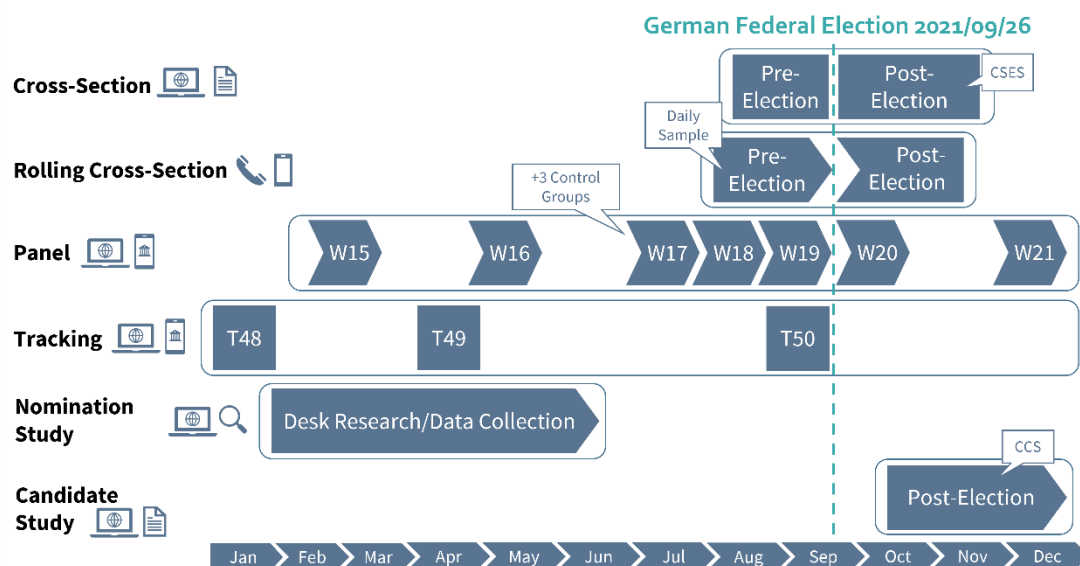 German Federal Election 2021/09/26
Cross-Section
Pre-
Election
Post-
Election
CSES
Daily
Sample
Rolling Cross-Section
Pre-
Election
Post-
Election
+3 Control
Groups
Panel
W15
W16
W17
W18
W19
W20
W21
Tracking
T48
T49
T50
Nomination
Study
Desk Research/Data Collection
CCS
Candidate
Study
Post-Election
Jan
Feb
Mar
Apr
May
Jun
Jul
Aug
Sep
Oct
Nov
Dec